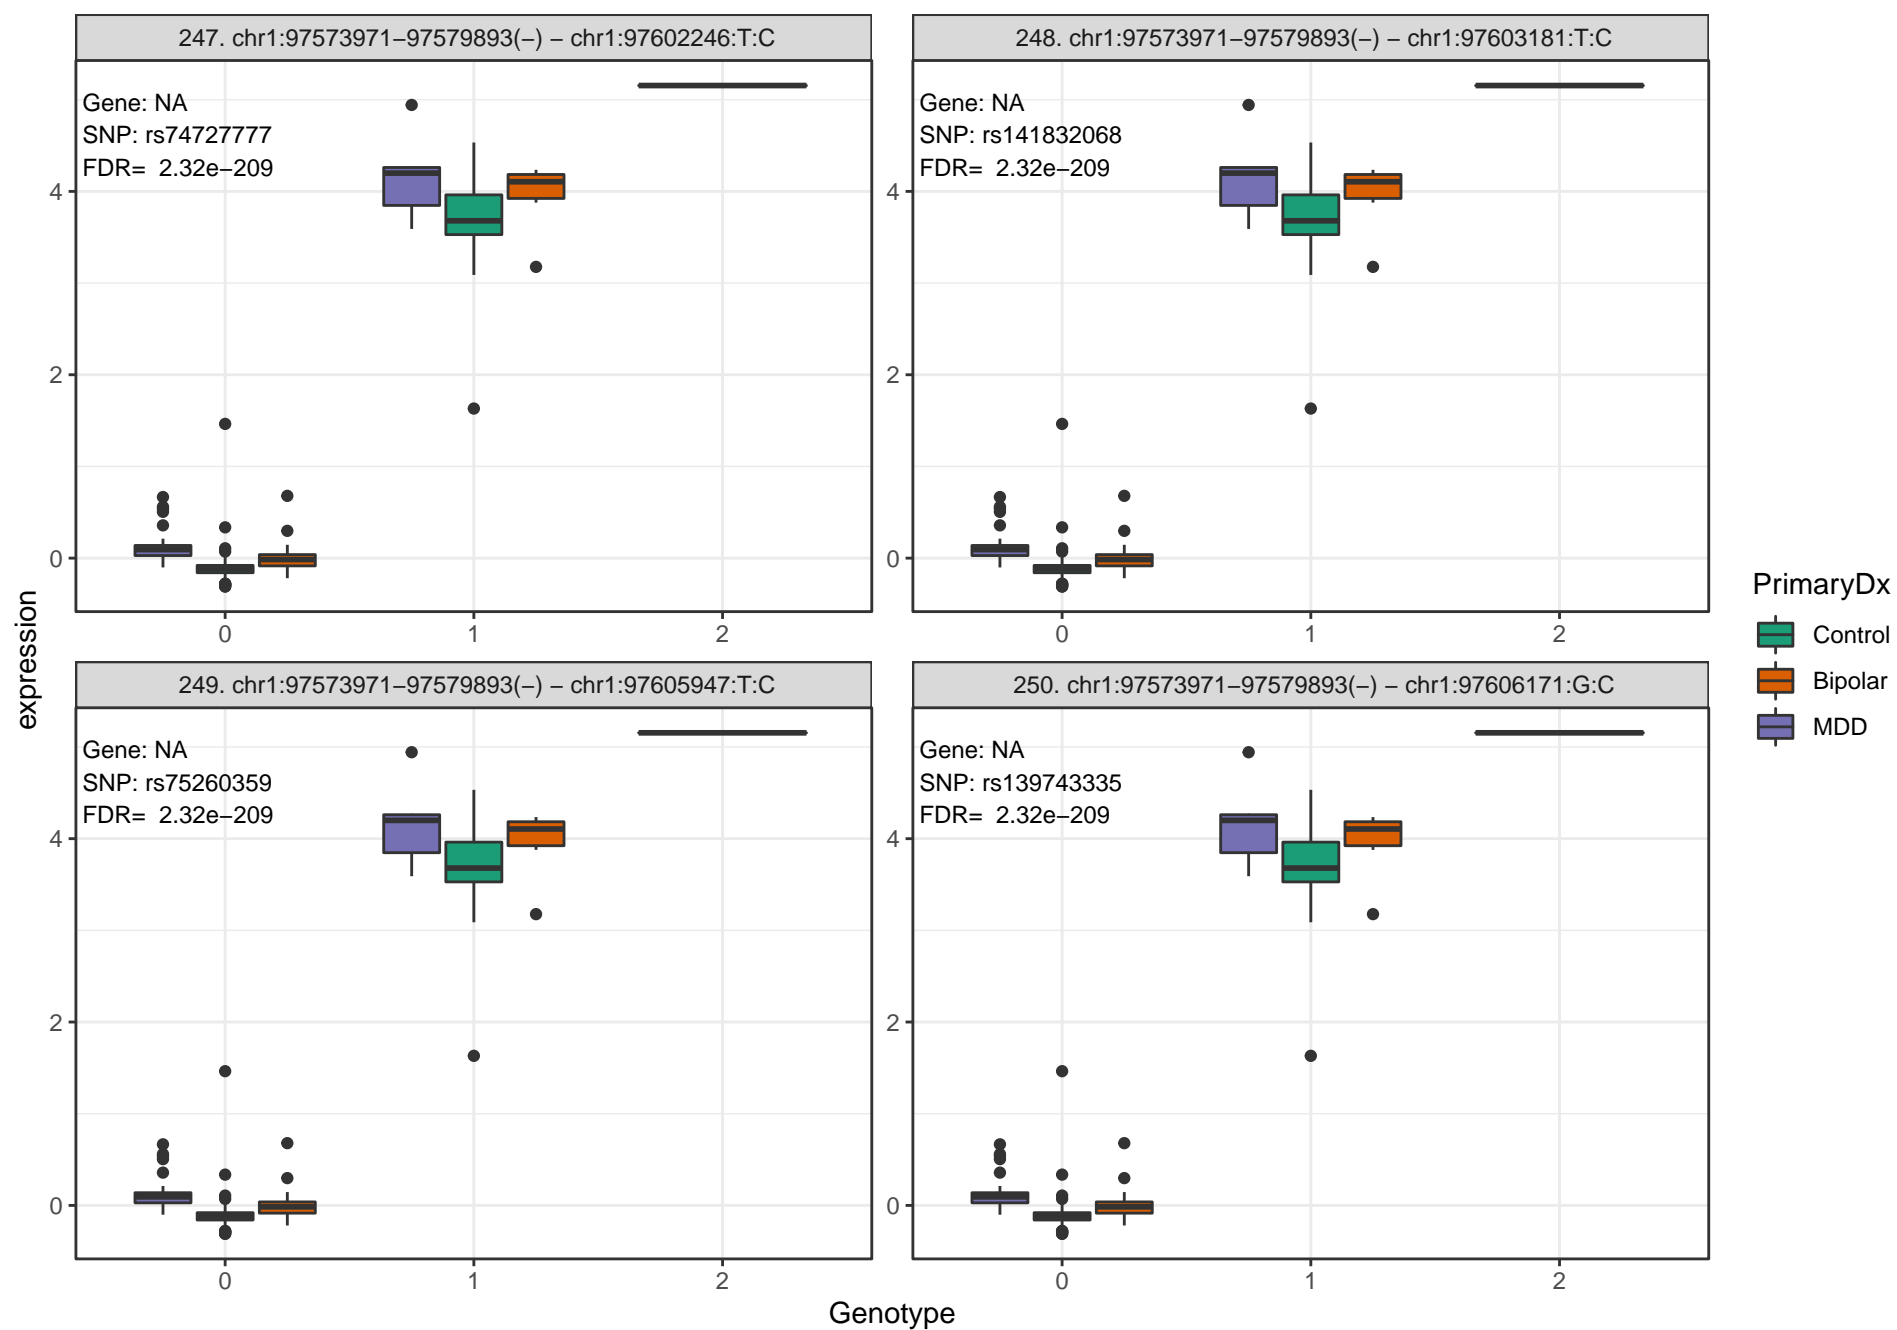 247. chr1:97573971−97579893(−) − chr1:97602246:T:C
Gene: NA
SNP: rs74727777
FDR= 2.32e−209
4
2
0
0 1 2
248. chr1:97573971−97579893(−) − chr1:97603181:T:C
Gene: NA
SNP: rs141832068
FDR= 2.32e−209
4
2
0
0 1 2
249. chr1:97573971−97579893(−) − chr1:97605947:T:C
Gene: NA
SNP: rs75260359
FDR= 2.32e−209
4
2
0
0 1 2
250. chr1:97573971−97579893(−) − chr1:97606171:G:C
Gene: NA
SNP: rs139743335
FDR= 2.32e−209
4
2
0
0 1 2
expression
Genotype
PrimaryDx
Control
Bipolar
MDD